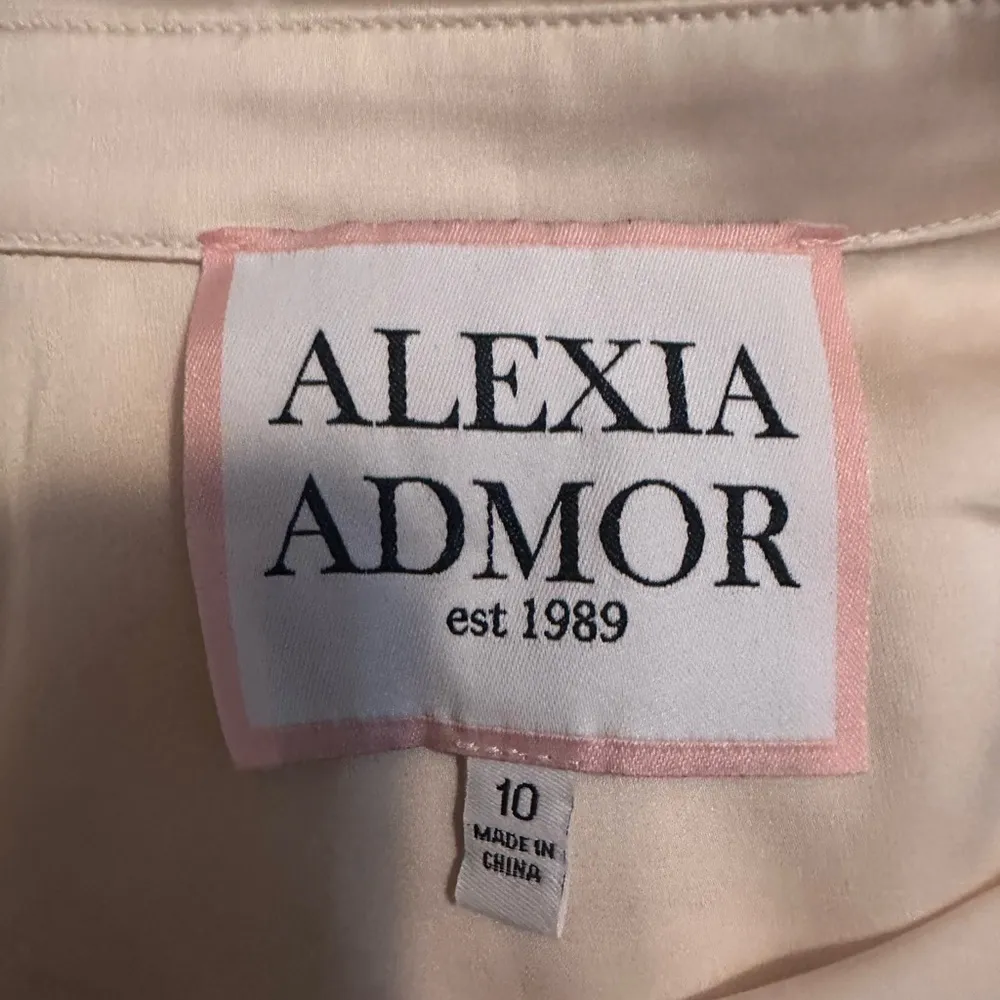 ALEXIA
ADMOR
est 1989
10
MADE IN
CHINA